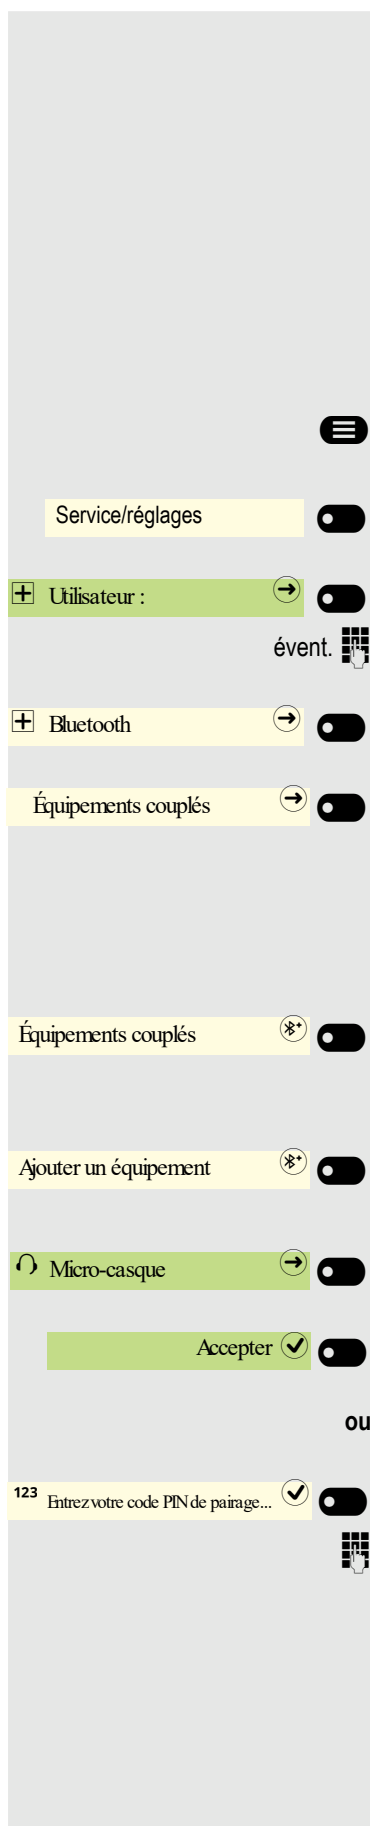 Service/réglages
Utilisateur :
évent.
Bluetooth
Équipements couplés
Équipements couplés
Ajouter un équipement
Micro-casque
Accepter
ou
123 Entrez votre code PIN de pairage...